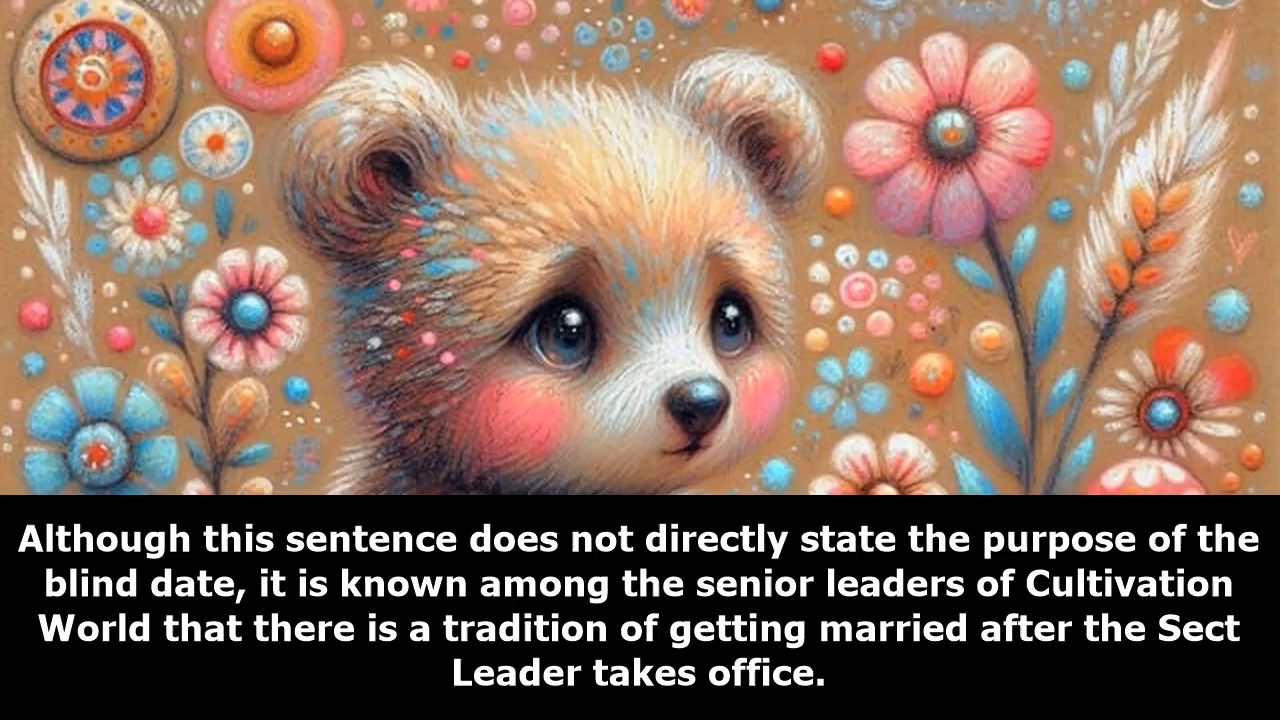 Although this sentence does not directly state the purpose of the
blind date, it is known among the senior leaders of Cultivation
World that there is a tradition of getting married after the Sect
Leader takes office.